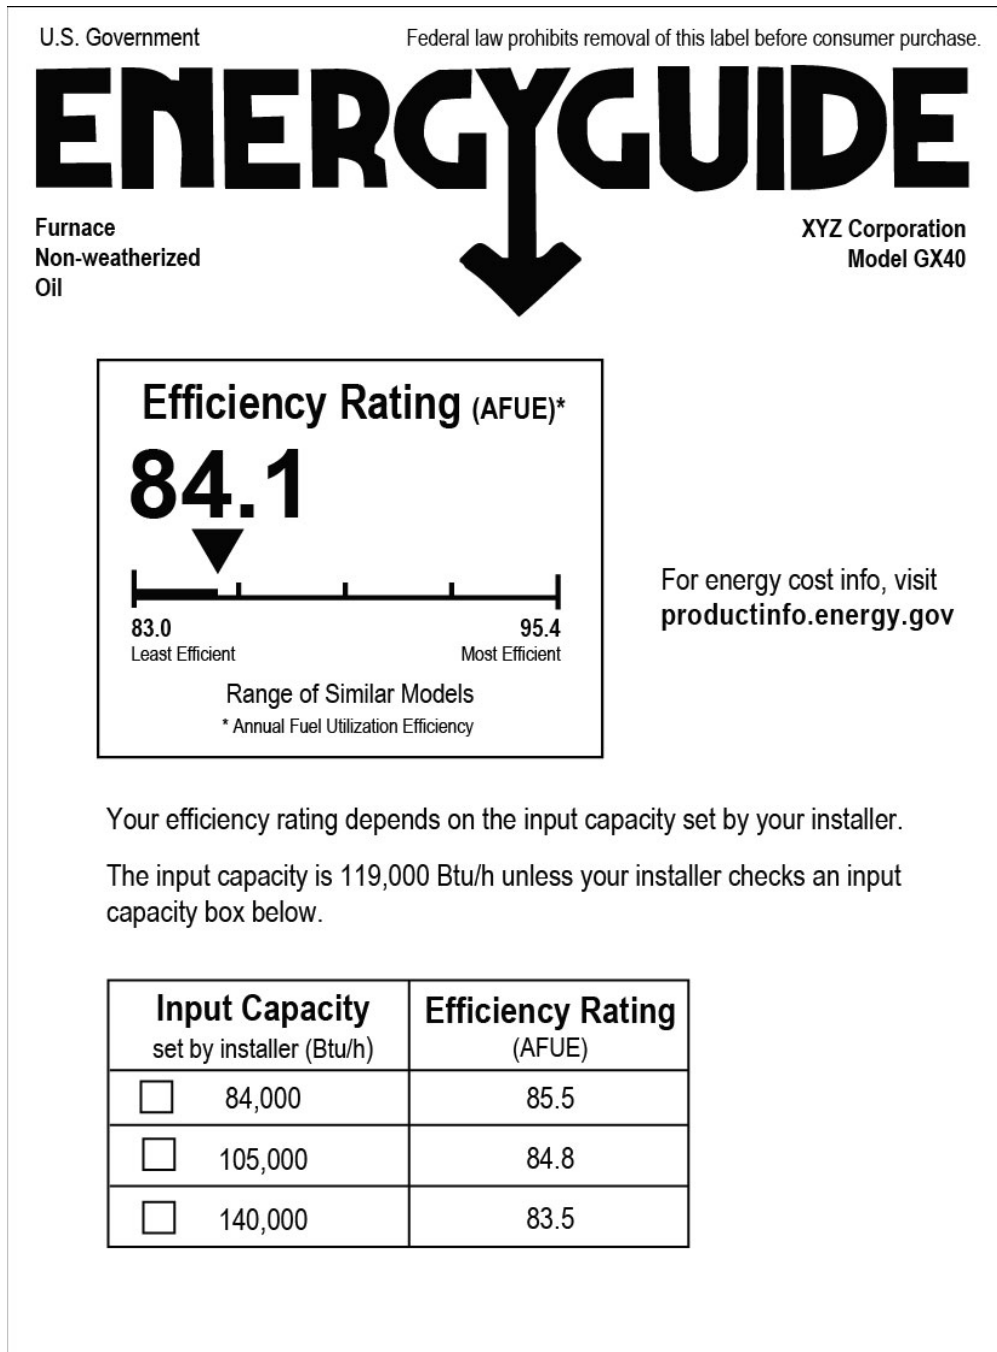 U.S. Government
Federal law prohibits removal of this label before consumer purchase.
ENERGYGUIDE
Furnace
Non-weatherized
Oil
XYZ Corporation
Model GX40
Efficiency Rating (AFUE)*
84.1
83.0
Least Efficient
95.4
Most Efficient
Range of Similar Models
* Annual Fuel Utilization Efficiency
For energy cost info, visit
productinfo.energy.gov
Your efficiency rating depends on the input capacity set by your installer.
The input capacity is 119,000 Btu/h unless your installer checks an input
capacity box below.
Input Capacity
set by installer (Btu/h)
Efficiency Rating
(AFUE)
84,000 85.5
105,000 84.8
140,000 83.5